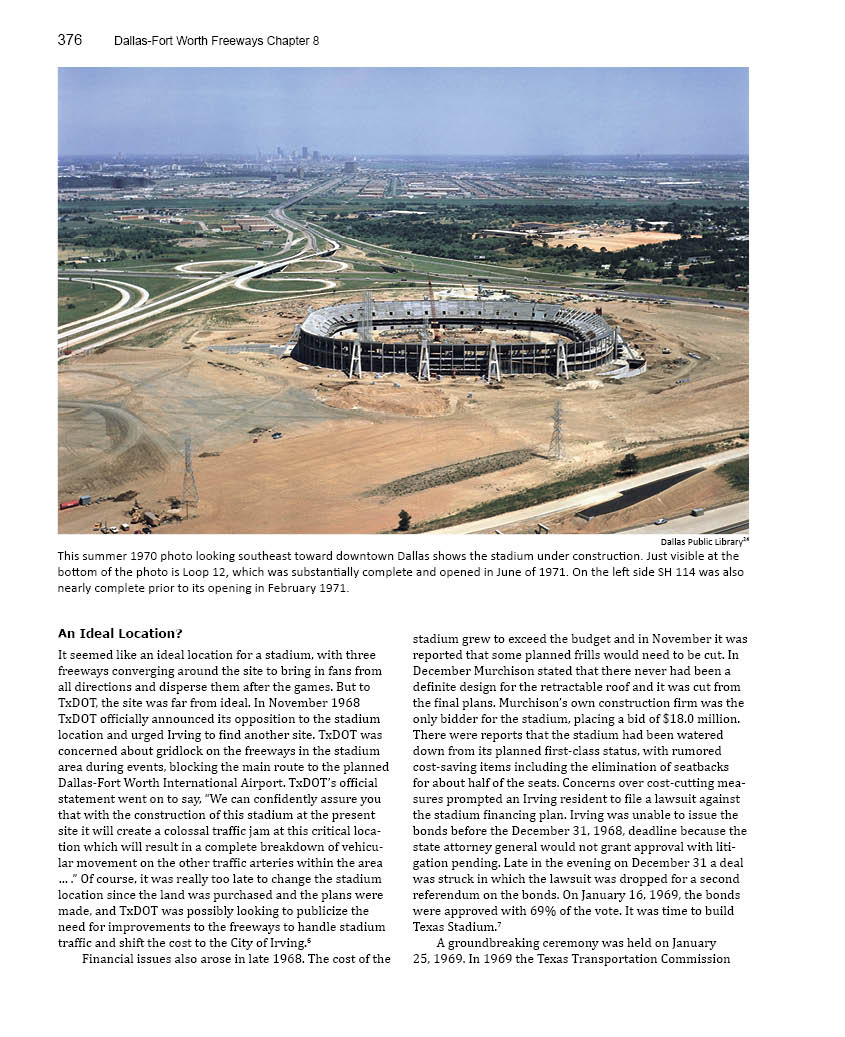 376 Dallas-Fort Worth Freeways Chapter 8
Dallas Public Library²⁴
This summer 1970 photo looking southeast toward downtown Dallas shows the stadium under construction. Just visible at the
bottom of the photo is Loop 12, which was substantially complete and opened in June of 1971. On the left side SH 114 was also
nearly complete prior to its opening in February 1971.
An Ideal Location?
It seemed like an ideal location for a stadium, with three
freeways converging around the site to bring in fans from
all directions and disperse them after the games. But to
TxDOT, the site was far from ideal. In November 1968
TxDOT officially announced its opposition to the stadium
location and urged Irving to find another site. TxDOT was
concerned about gridlock on the freeways in the stadium
area during events, blocking the main route to the planned
Dallas-Fort Worth International Airport. TxDOT’s official
statement went on to say, “We can confidently assure you
that with the construction of this stadium at the present
site it will create a colossal traffic jam at this critical loca-
tion which will result in a complete breakdown of vehicu-
lar movement on the other traffic arteries within the area
... .” Of course, it was really too late to change the stadium
location since the land was purchased and the plans were
made, and TxDOT was possibly looking to publicize the
need for improvements to the freeways to handle stadium
traffic and shift the cost to the City of Irving.⁶
Financial issues also arose in late 1968. The cost of the
stadium grew to exceed the budget and in November it was
reported that some planned frills would need to be cut. In
December Murchison stated that there never had been a
definite design for the retractable roof and it was cut from
the final plans. Murchison’s own construction firm was the
only bidder for the stadium, placing a bid of $18.0 million.
There were reports that the stadium had been watered
down from its planned first-class status, with rumored
cost-saving items including the elimination of seatbacks
for about half of the seats. Concerns over cost-cutting mea-
sures prompted an Irving resident to file a lawsuit against
the stadium financing plan. Irving was unable to issue the
bonds before the December 31, 1968, deadline because the
state attorney general would not grant approval with liti-
gation pending. Late in the evening on December 31 a deal
was struck in which the lawsuit was dropped for a second
referendum on the bonds. On January 16, 1969, the bonds
were approved with 69% of the vote. It was time to build
Texas Stadium.⁷
A groundbreaking ceremony was held on January
25, 1969. In 1969 the Texas Transportation Commission